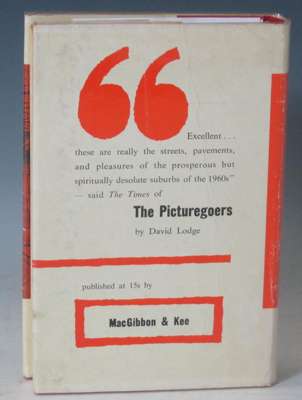 “
Excellent . . .
these are really the streets, pavements,
and pleasures of the prosperous but
spiritually desolate suburbs of the 1960s”
— said The Times of
The Picturegoers
by David Lodge
published at 15s by
MacGibbon & Kee